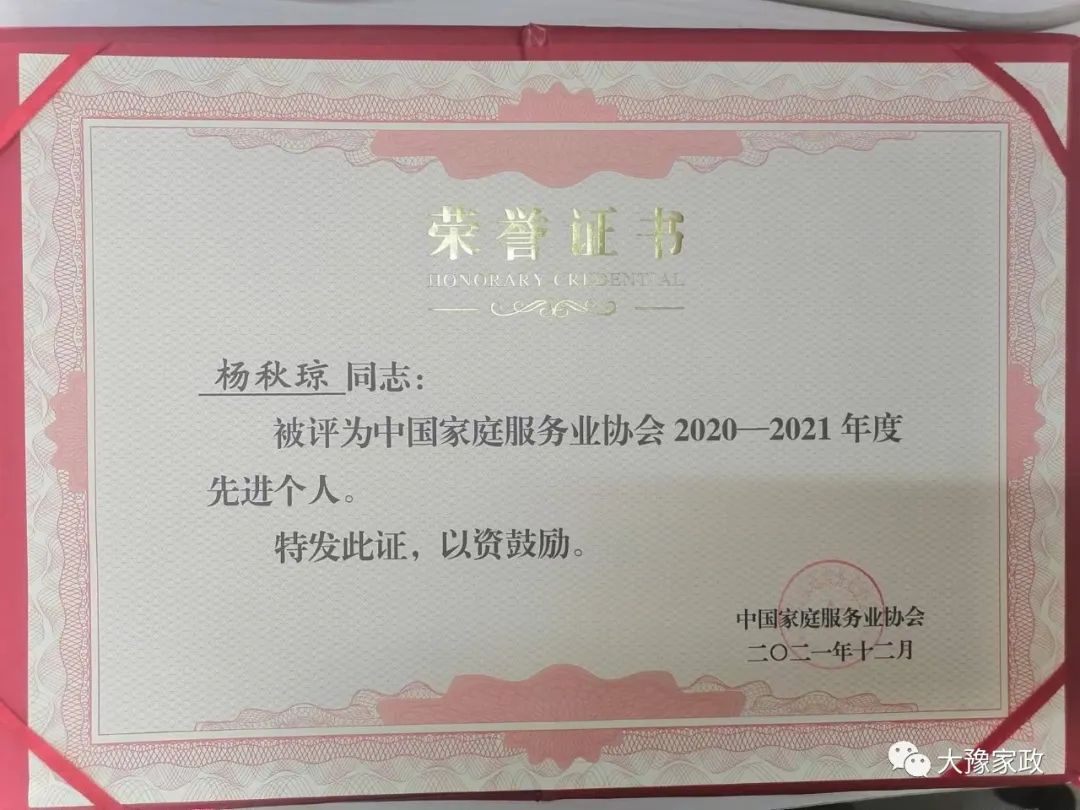 荣誉证书
HONORARY CREDENTIAL
杨秋琼 同志：
被评为中国家庭服务业协会 2020—2021 年度
先进个人。
特发此证，以资鼓励。
中国家庭服务业协会
二〇二一年十二月
大豫家政